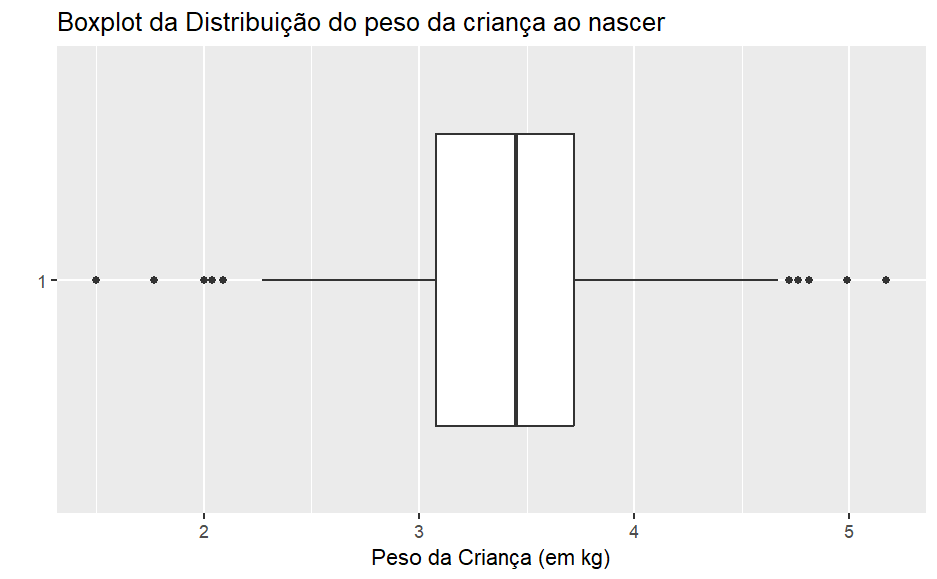 Boxplot da Distribuição do peso da criança ao nascer
1
2 3 4 5
Peso da Criança (em kg)